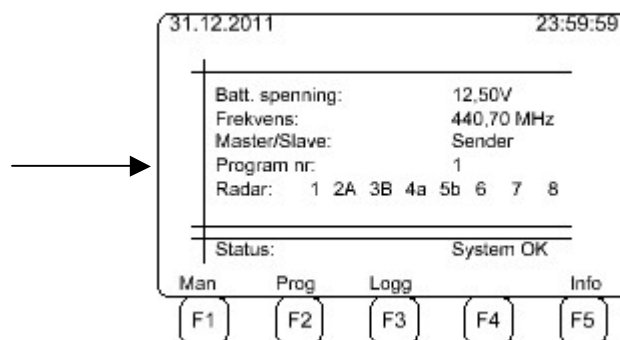 31.12.2011 23:59:59
Batt. spenning: 12,50V
Frekvens: 440,70 MHz
Master/Slave: Sender
Program nr: 1
Radar: 1 2A 3B 4a 5b 6 7 8
Status: System OK
Man Prog Logg Info
F1 F2 F3 F4 F5